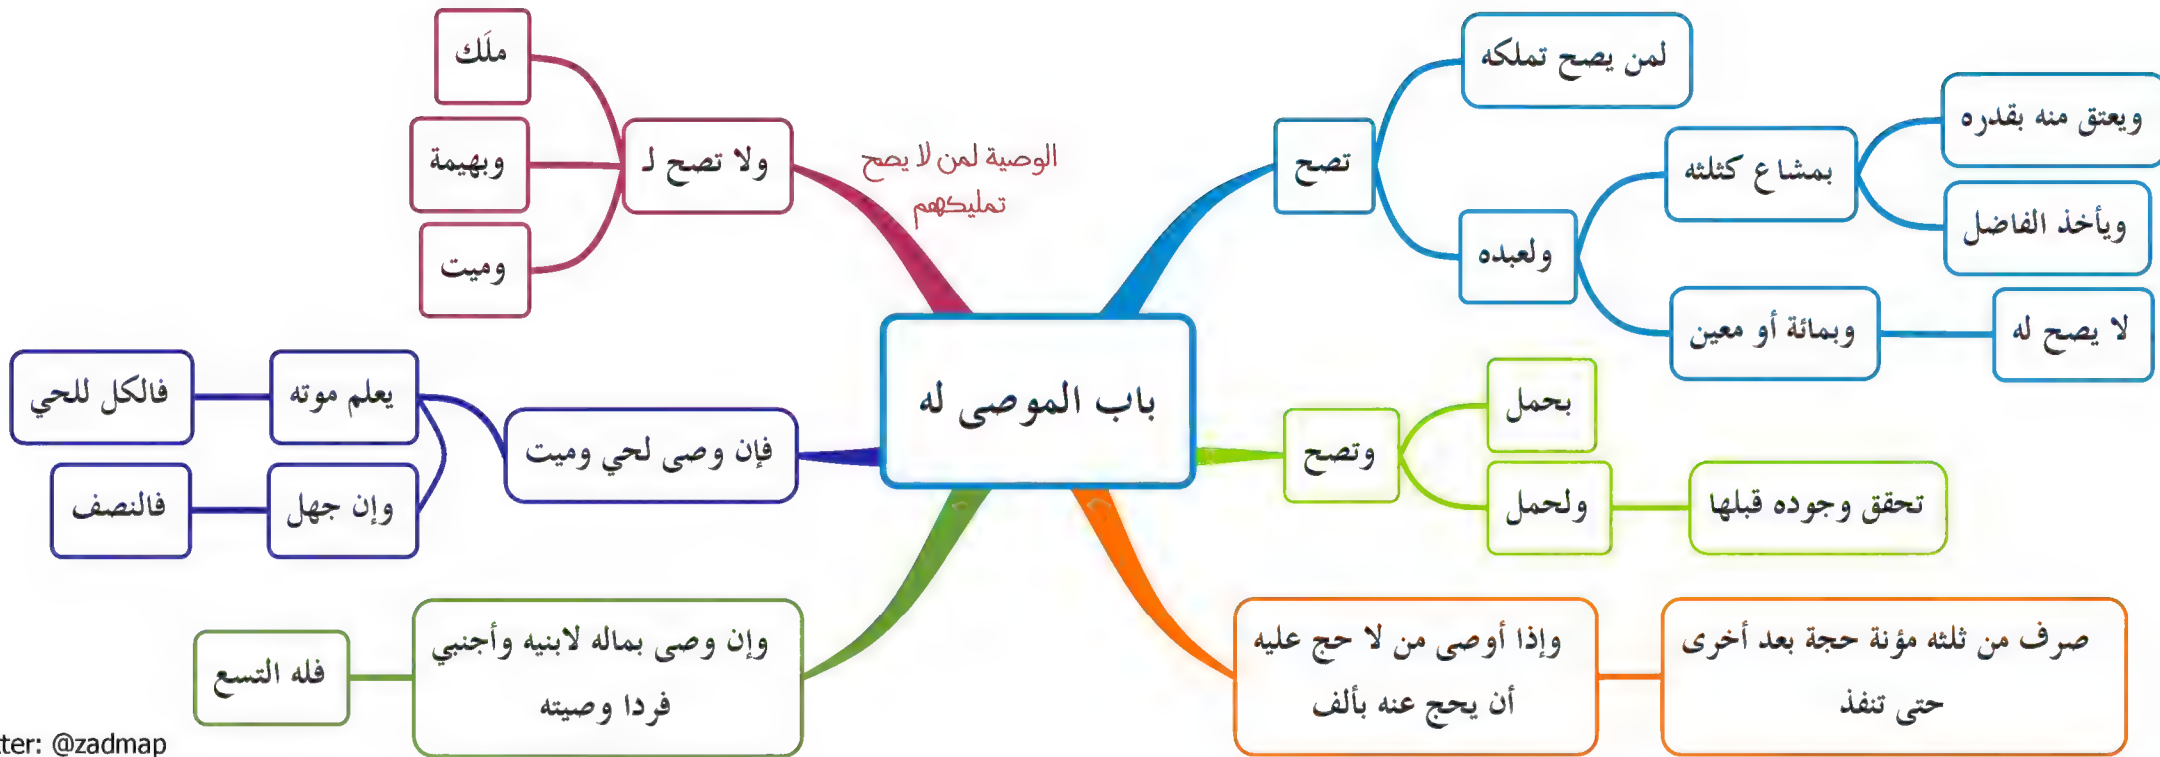 باب الموصى له
تصح
لمن يصح تملكه
ولعبده
بمشاع كثلثه
ويعتق منه بقدره
ويأخذ الفاضل
وبمائة أو معين
لا يصح له
وتصح
بحمل
ولحمل
تحقق وجوده قبلها
وإذا أوصى من لا حج عليه
أن يحج عنه بألف
صرف من ثلثه مؤنة حجة بعد أخرى
حتى تنفذ
الوصية لمن لا يصح
تمليكهم
ولا تصح لـ
ملَك
وبهيمة
وميت
فإن وصى لحي وميت
يعلم موته
فالكل للحي
وإن جهل
فالنصف
وإن وصى بماله لابنيه وأجنبي
فردا وصيته
فله التسع
ter: @zadmap